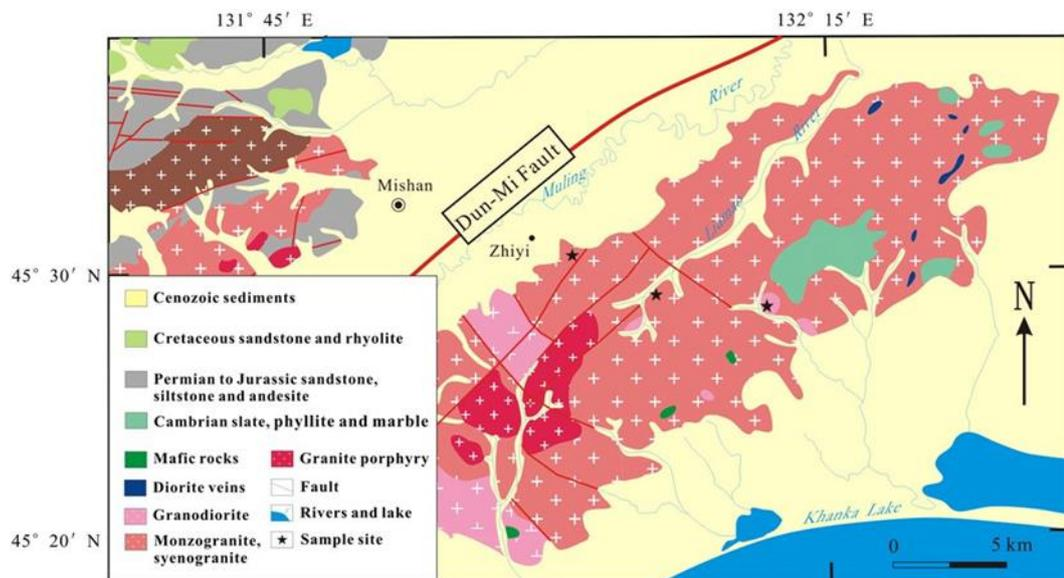 131° 45′ E
132° 15′ E
River
River
Dun-Mi Fault
Muling
Mishan
Zhiyi
45° 30′ N
N
Cenozoic sediments
Cretaceous sandstone and rhyolite
Permian to Jurassic sandstone,
siltstone and andesite
Cambrian slate, phyllite and marble
Mafic rocks
Granite porphyry
Diorite veins
Fault
Granodiorite
Rivers and lake
Monzogranite,
syenogranite
Sample site
Khanka Lake
45° 20′ N
0
5 km